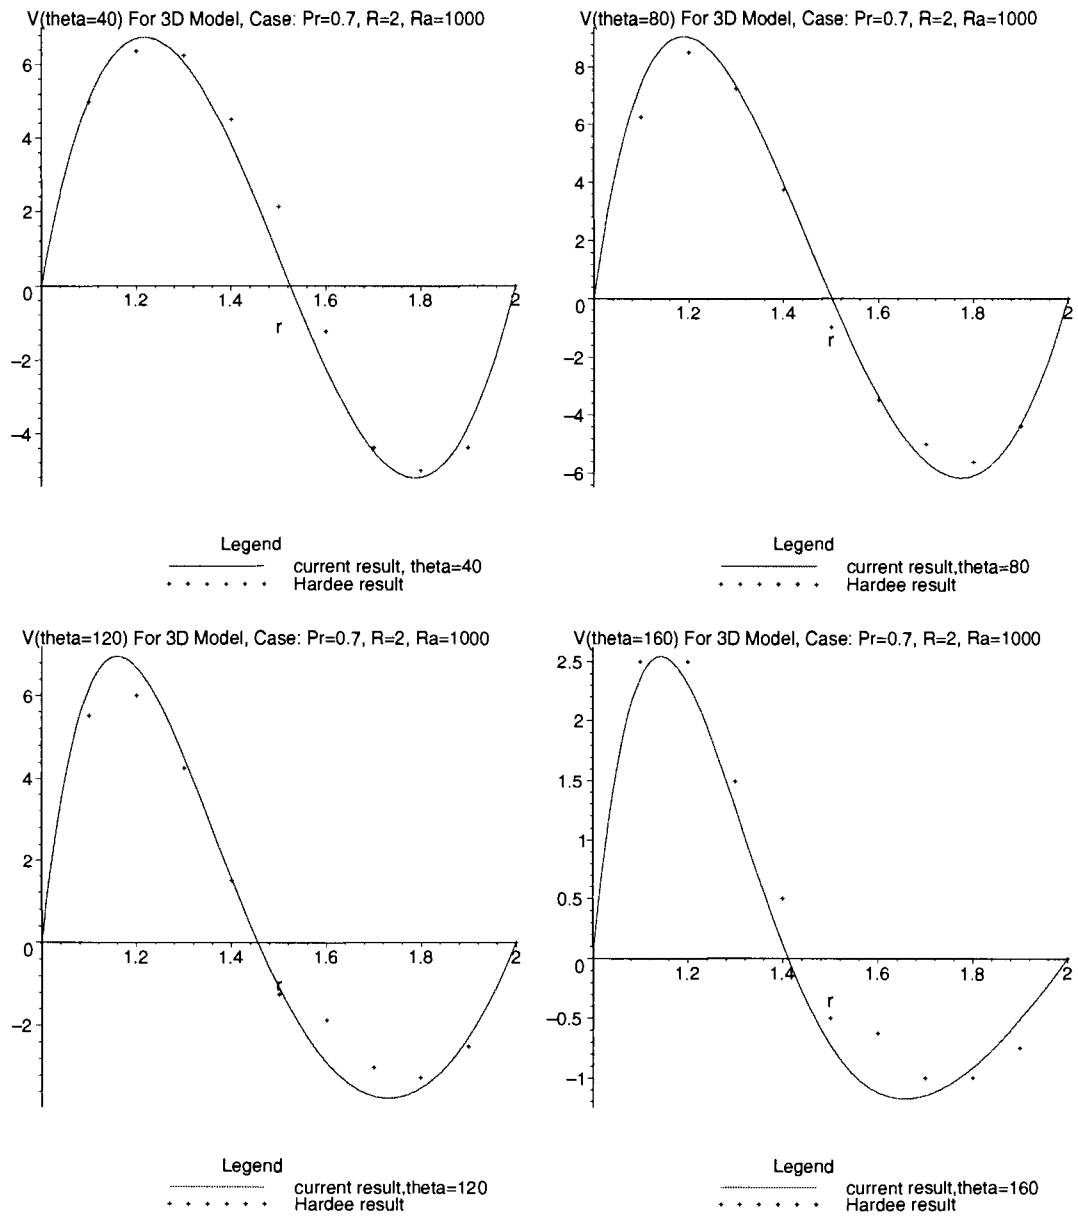 V(theta=40) For 3D Model, Case: Pr=0.7, R=2, Ra=1000
6
4
2
0
1.2
1.4
1.6
1.8
2
r
−2
−4
Legend
current result, theta=40
Hardee result
V(theta=80) For 3D Model, Case: Pr=0.7, R=2, Ra=1000
8
6
4
2
0
1.2
1.4
1.6
1.8
2
r
−2
−4
−6
Legend
current result,theta=80
Hardee result
V(theta=120) For 3D Model, Case: Pr=0.7, R=2, Ra=1000
6
4
2
0
1.2
1.4
1.6
1.8
2
r
−2
Legend
current result,theta=120
Hardee result
V(theta=160) For 3D Model, Case: Pr=0.7, R=2, Ra=1000
2.5
2
1.5
1
0.5
0
1.2
1.4
1.6
1.8
2
r
−0.5
−1
Legend
current result,theta=160
Hardee result